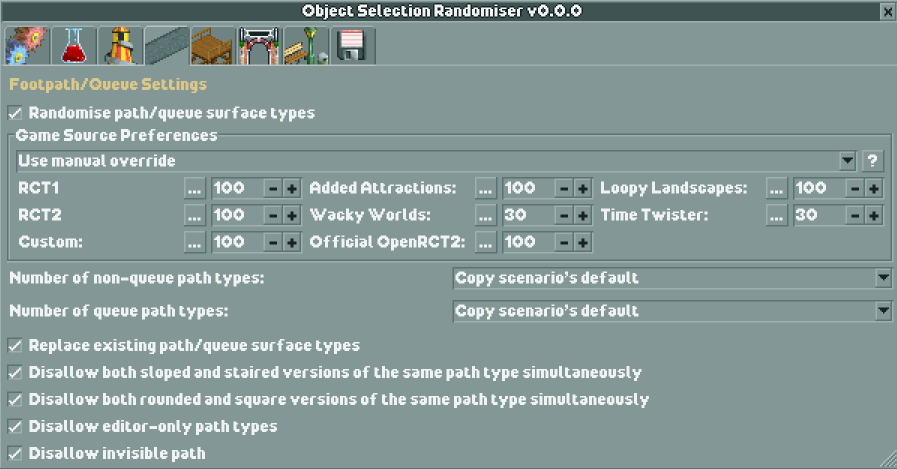 Object Selection Randomiser v0.0.0
Footpath/Queue Settings
Randomise path/queue surface types
Game Source Preferences
Use manual override ?
RCT1 ... 100 - + Added Attractions: ... 100 - + Loopy Landscapes: ... 100 - +
RCT2 ... 100 - + Wacky Worlds: ... 30 - + Time Twister: ... 30 - +
Custom: ... 100 - + Official OpenRCT2: ... 100 - +
Number of non-queue path types: Copy scenario's default
Number of queue path types: Copy scenario's default
Replace existing path/queue surface types
Disallow both sloped and staired versions of the same path type simultaneously
Disallow both rounded and square versions of the same path type simultaneously
Disallow editor-only path types
Disallow invisible path